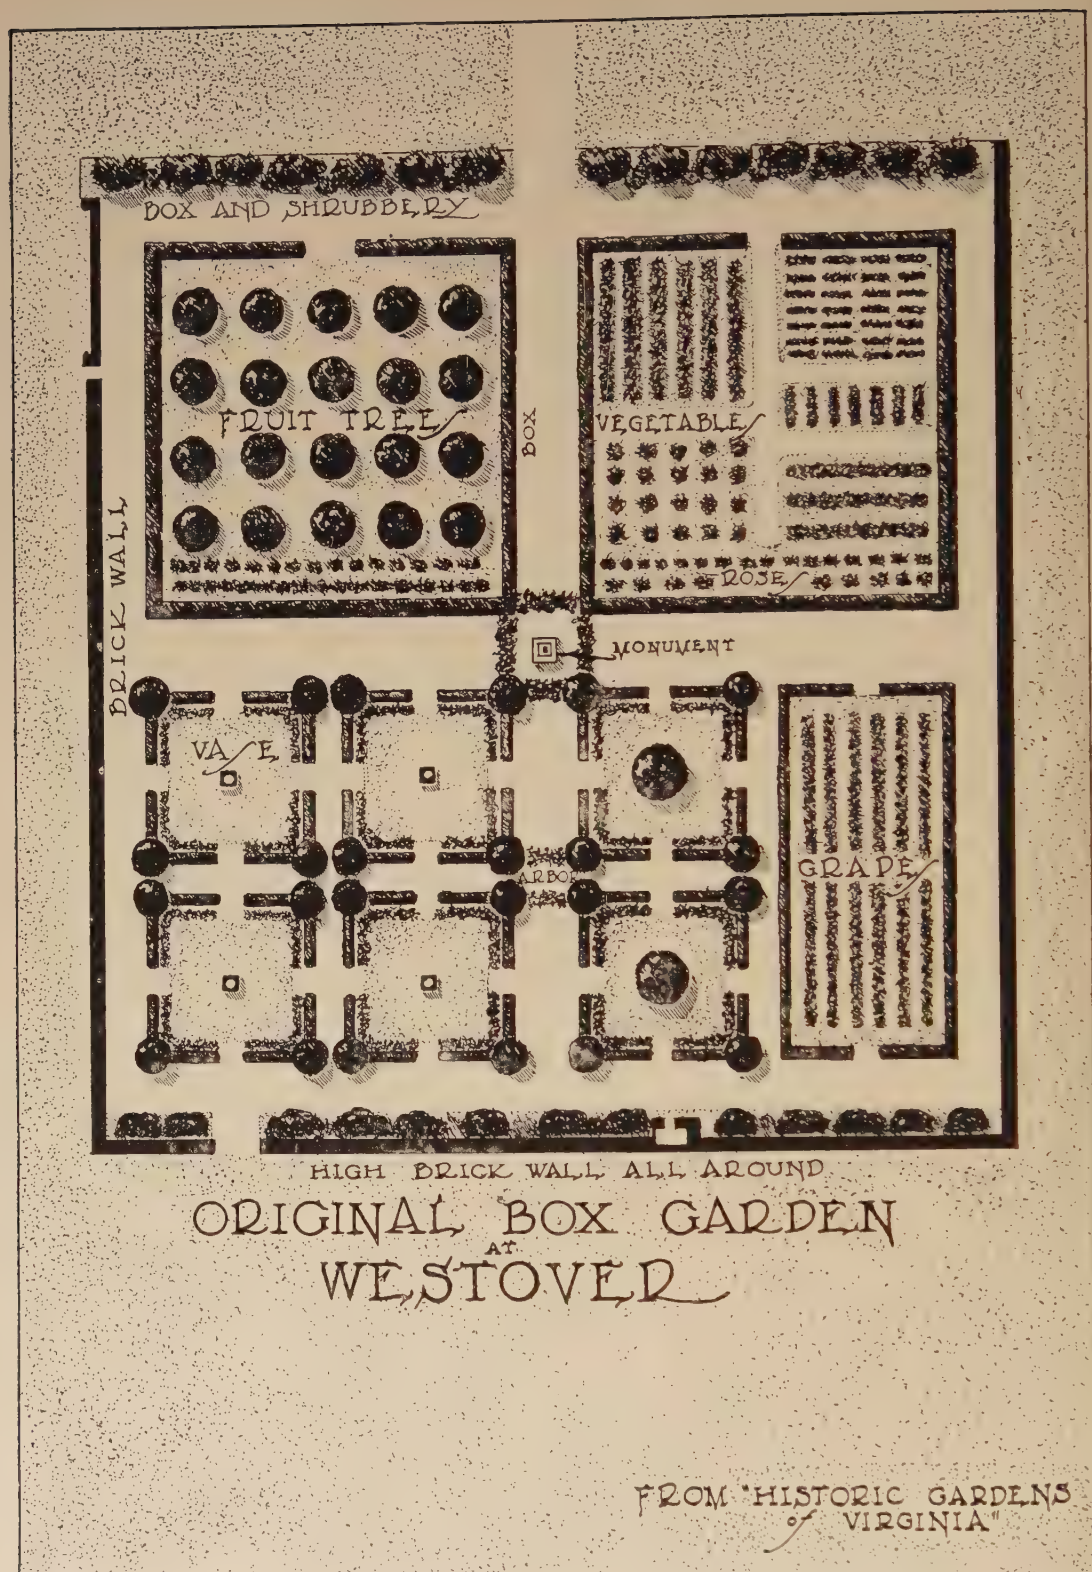 BOX AND SHRUBBERY
FRUIT TREES
BOX
VEGETABLES
ROSES
BRICK WALL
MONUMENT
VASE
ARBOR
GRAPES
HIGH BRICK WALL ALL AROUND
ORIGINAL BOX GARDEN
AT
WESTOVER
FROM "HISTORIC GARDENS
of VIRGINIA"